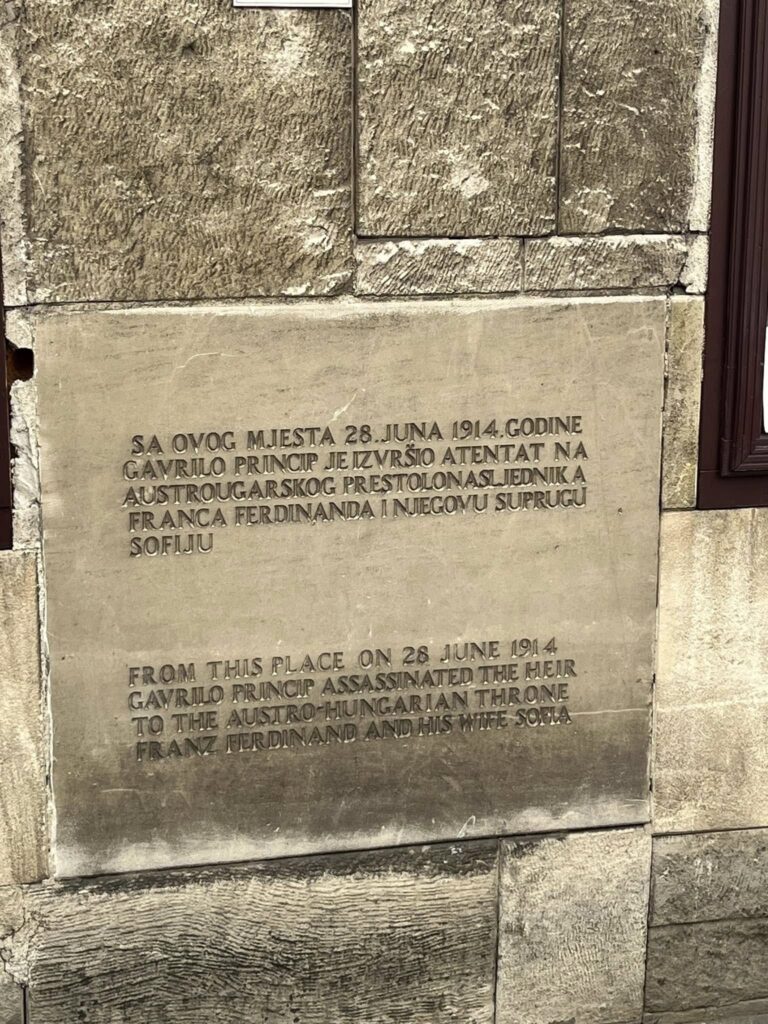 SA OVOG MJESTA 28.JUNA 1914.GODINE
GAVRILO PRINCIP JE IZVRŠIO ATENTAT NA
AUSTROUGARSKOG PRESTOLONASLJEDNIKA
FRANCA FERDINANDA I NJEGOVU SUPRUGU
SOFIJU
FROM THIS PLACE ON 28 JUNE 1914
GAVRILO PRINCIP ASSASSINATED THE HEIR
TO THE AUSTRO-HUNGARIAN THRONE
FRANZ FERDINAND AND HIS WIFE SOFIA